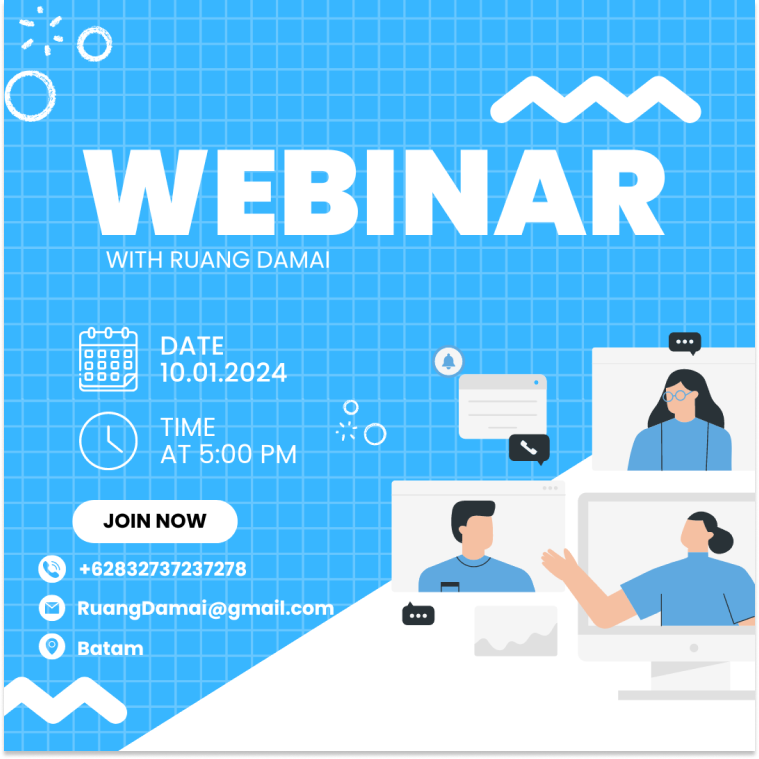 WEBINAR
WITH RUANG DAMAI
DATE
10.01.2024
TIME
AT 5:00 PM
JOIN NOW
+62832737237278
RuangDamai@gmail.com
Batam